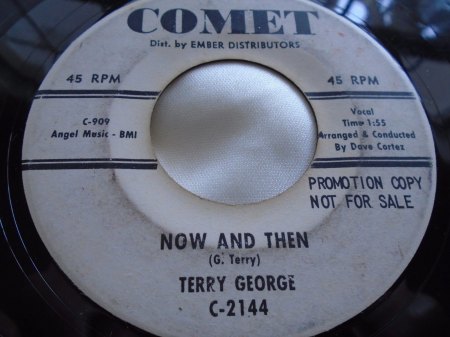 COMET
Dist. by EMBER DISTRIBUTORS
45 RPM
45 RPM
C-909
Angel Music - BMI
Vocal
Time 1:55
Arranged & Conducted
By Dave Cortez
PROMOTION COPY
NOT FOR SALE
NOW AND THEN
(G. Terry)
TERRY GEORGE
C-2144